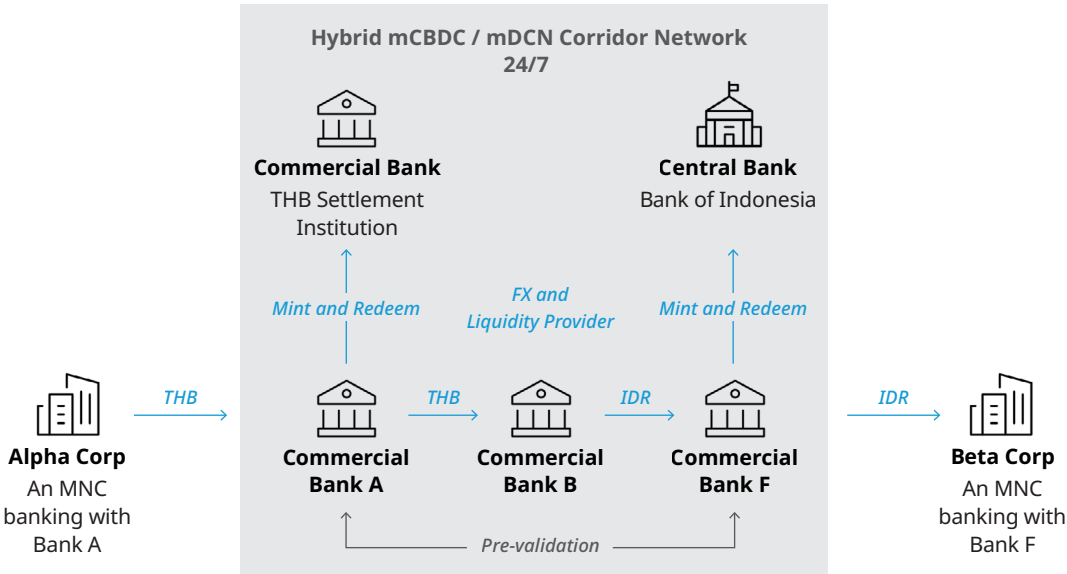 Hybrid mCBDC / mDCN Corridor Network
24/7
Commercial Bank
THB Settlement
Institution
Central Bank
Bank of Indonesia
Mint and Redeem
FX and
Liquidity Provider
Mint and Redeem
THB
THB
IDR
IDR
Alpha Corp
An MNC
banking with
Bank A
Commercial
Bank A
Commercial
Bank B
Commercial
Bank F
Beta Corp
An MNC
banking with
Bank F
Pre-validation